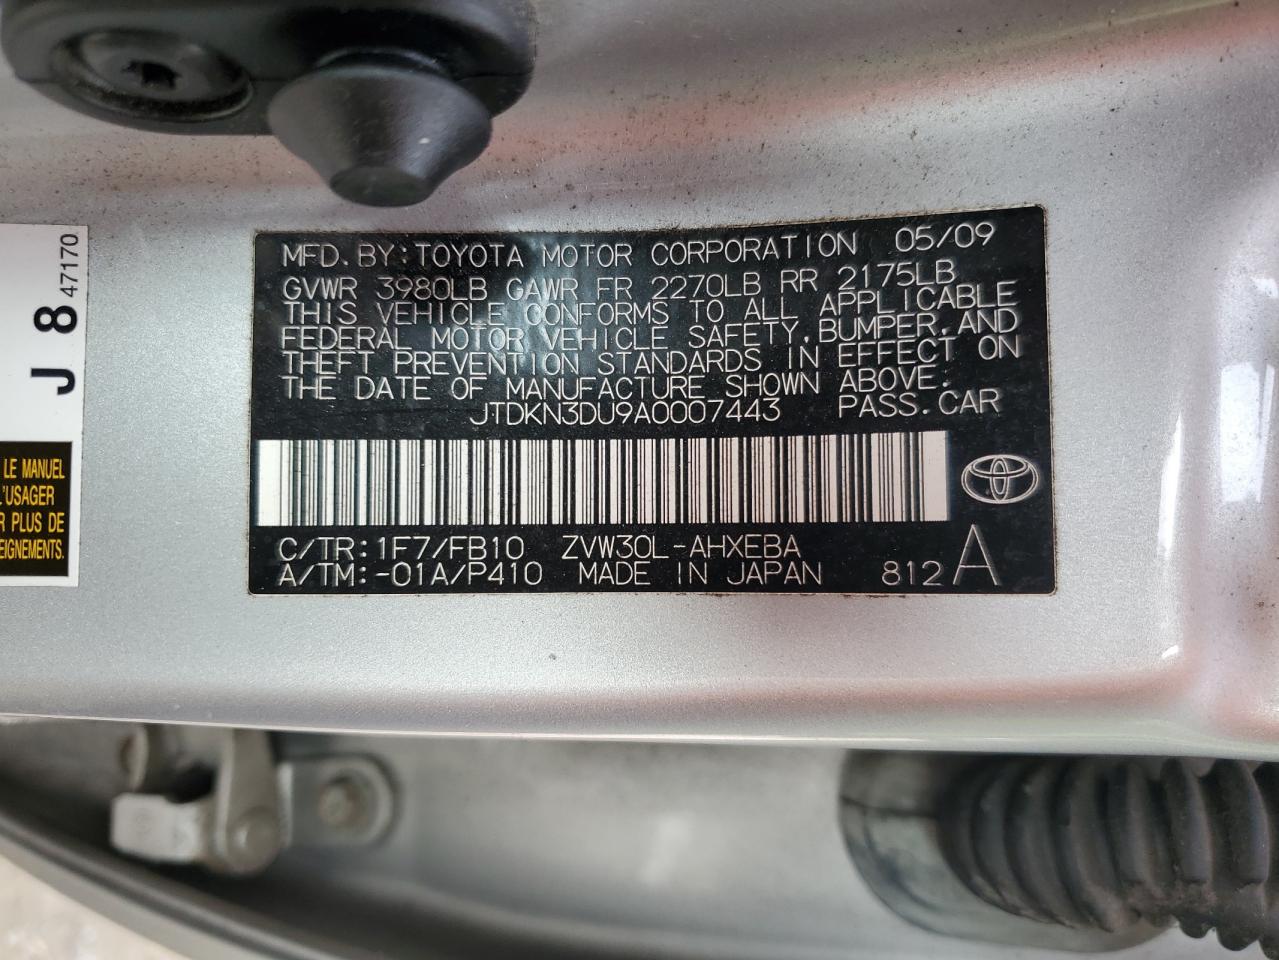 MFD. BY: TOYOTA MOTOR CORPORATION 05/09
GVWR 3980LB GAWR FR 2270LB RR 2175LB
THIS VEHICLE CONFORMS TO ALL APPLICABLE
FEDERAL MOTOR VEHICLE SAFETY, BUMPER, AND
THEFT PREVENTION STANDARDS IN EFFECT ON
THE DATE OF MANUFACTURE SHOWN ABOVE.
JTDKN3DU9A0007443 PASS. CAR
C/TR: 1F7/FB10 ZVW30L-AHXEBA
A/TM: -01A/P410 MADE IN JAPAN 812 A
J 8 47170
LE MANUEL
L'USAGER
R PLUS DE
EIGNEMENTS.